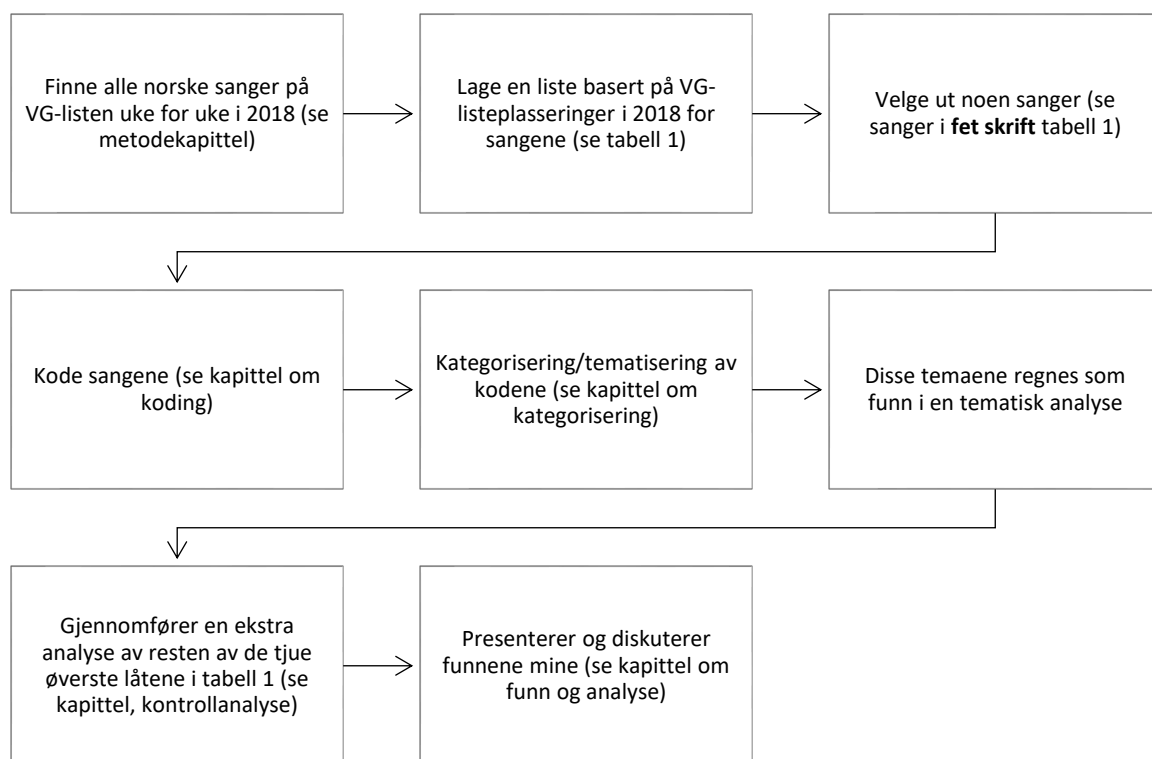 Finne alle norske sanger på
VG-listen uke for uke i 2018 (se
metodekapittel)
Lage en liste basert på VG-
listeplasseringer i 2018 for
sangene (se tabell 1)
Velge ut noen sanger (se
sanger i fet skrift tabell 1)
Kode sangene (se kapittel om
koding)
Kategorisering/tematisering av
kodene (se kapittel om
kategorisering)
Disse temaene regnes som
funn i en tematisk analyse
Gjennomfører en ekstra
analyse av resten av de tjue
øverste låtene i tabell 1 (se
kapittel, kontrollanalyse)
Presenterer og diskuterer
funnene mine (se kapittel om
funn og analyse)